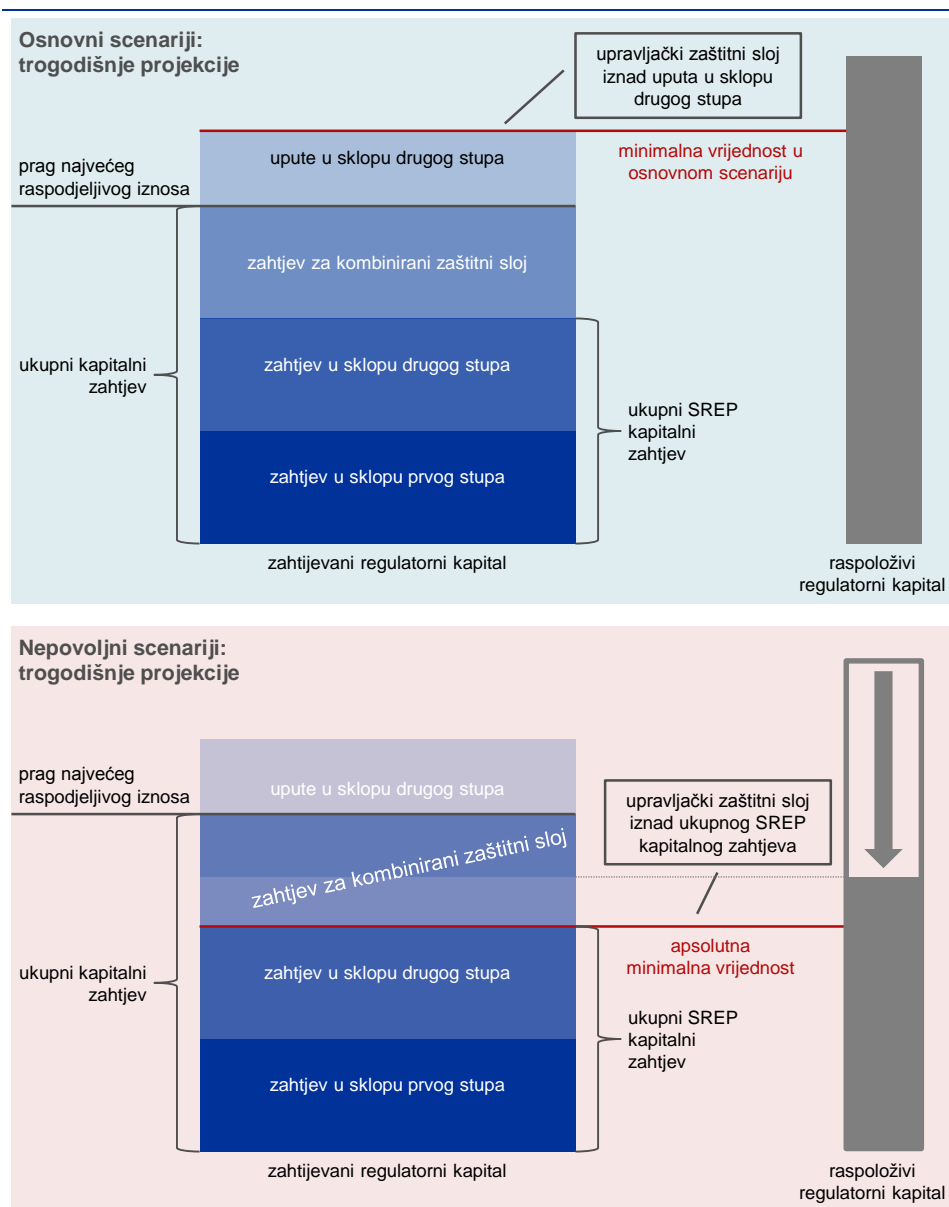 Osnovni scenariji:
trogodišnje projekcije
upravljački zaštitni sloj
iznad uputa u sklopu
drugog stupa
prag najvećeg
raspodjeljivog iznosa
upute u sklopu drugog stupa
minimalna vrijednost u
osnovnom scenariju
zahtjev za kombinirani zaštitni sloj
ukupni kapitalni
zahtjev
zahtjev u sklopu drugog stupa
ukupni SREP
kapitalni
zahtjev
zahtjev u sklopu prvog stupa
zahtijevani regulatorni kapital
raspoloživi
regulatorni kapital
Nepovoljni scenariji:
trogodišnje projekcije
prag najvećeg
raspodjeljivog iznosa
upute u sklopu drugog stupa
upravljački zaštitni sloj
iznad ukupnog SREP
kapitalnog zahtjeva
zahtjev za kombinirani zaštitni sloj
apsolutna
minimalna vrijednost
ukupni kapitalni
zahtjev
zahtjev u sklopu drugog stupa
ukupni SREP
kapitalni
zahtjev
zahtjev u sklopu prvog stupa
zahtijevani regulatorni kapital
raspoloživi
regulatorni kapital